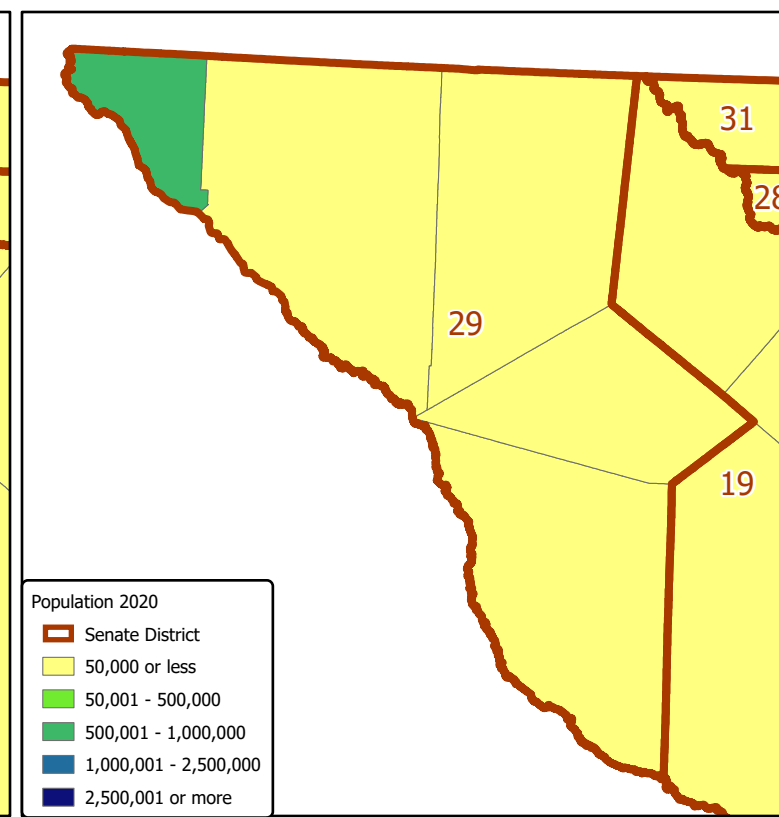 31
28
29
19
Population 2020
Senate District
50,000 or less
50,001 - 500,000
500,001 - 1,000,000
1,000,001 - 2,500,000
2,500,001 or more